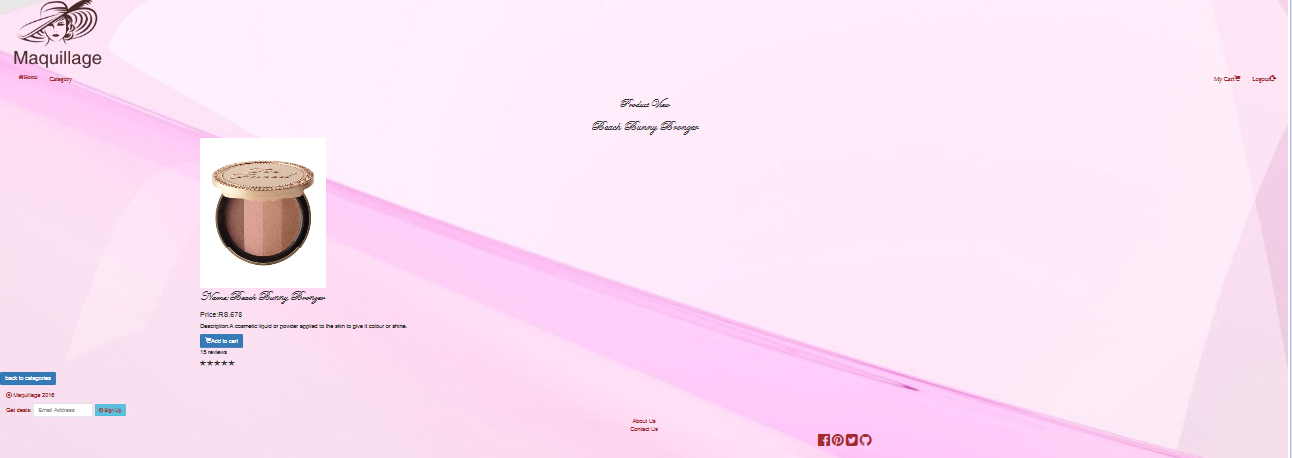 Maquillage
Home Category My Cart Logout
Product View
Beach Bunny Bronzer
Name:Beach Bunny Bronzer
Price:RS.678
Description:A cosmetic liquid or powder applied to the skin to give it colour or shine.
Add to cart
15 reviews
back to categories
Maquillage 2016
Get deals: Email Address Sign Up
About Us
Contact Us